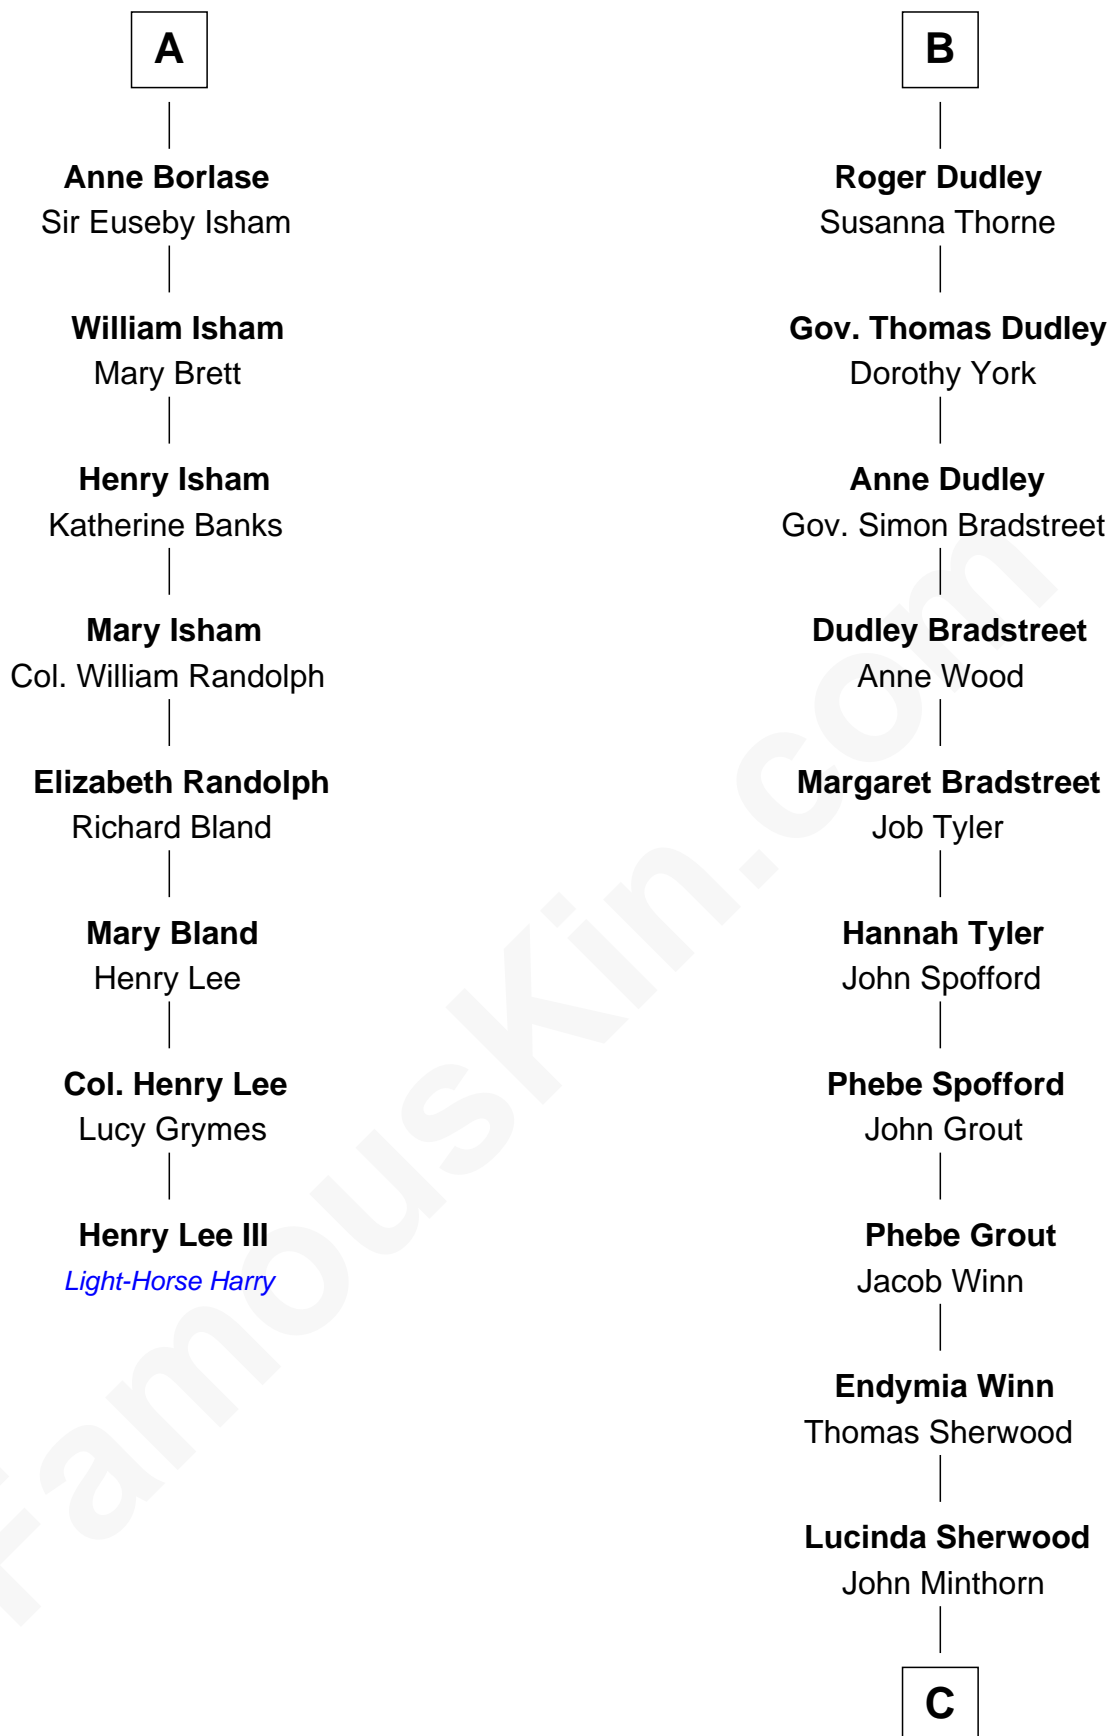 A
Anne Borlase
Sir Euseby Isham
William Isham
Mary Brett
Henry Isham
Katherine Banks
Mary Isham
Col. William Randolph
Elizabeth Randolph
Richard Bland
Mary Bland
Henry Lee
Col. Henry Lee
Lucy Grymes
Henry Lee III
Light-Horse Harry
B
Roger Dudley
Susanna Thorne
Gov. Thomas Dudley
Dorothy York
Anne Dudley
Gov. Simon Bradstreet
Dudley Bradstreet
Anne Wood
Margaret Bradstreet
Job Tyler
Hannah Tyler
John Spofford
Phebe Spofford
John Grout
Phebe Grout
Jacob Winn
Endymia Winn
Thomas Sherwood
Lucinda Sherwood
John Minthorn
C
FamousKin.com